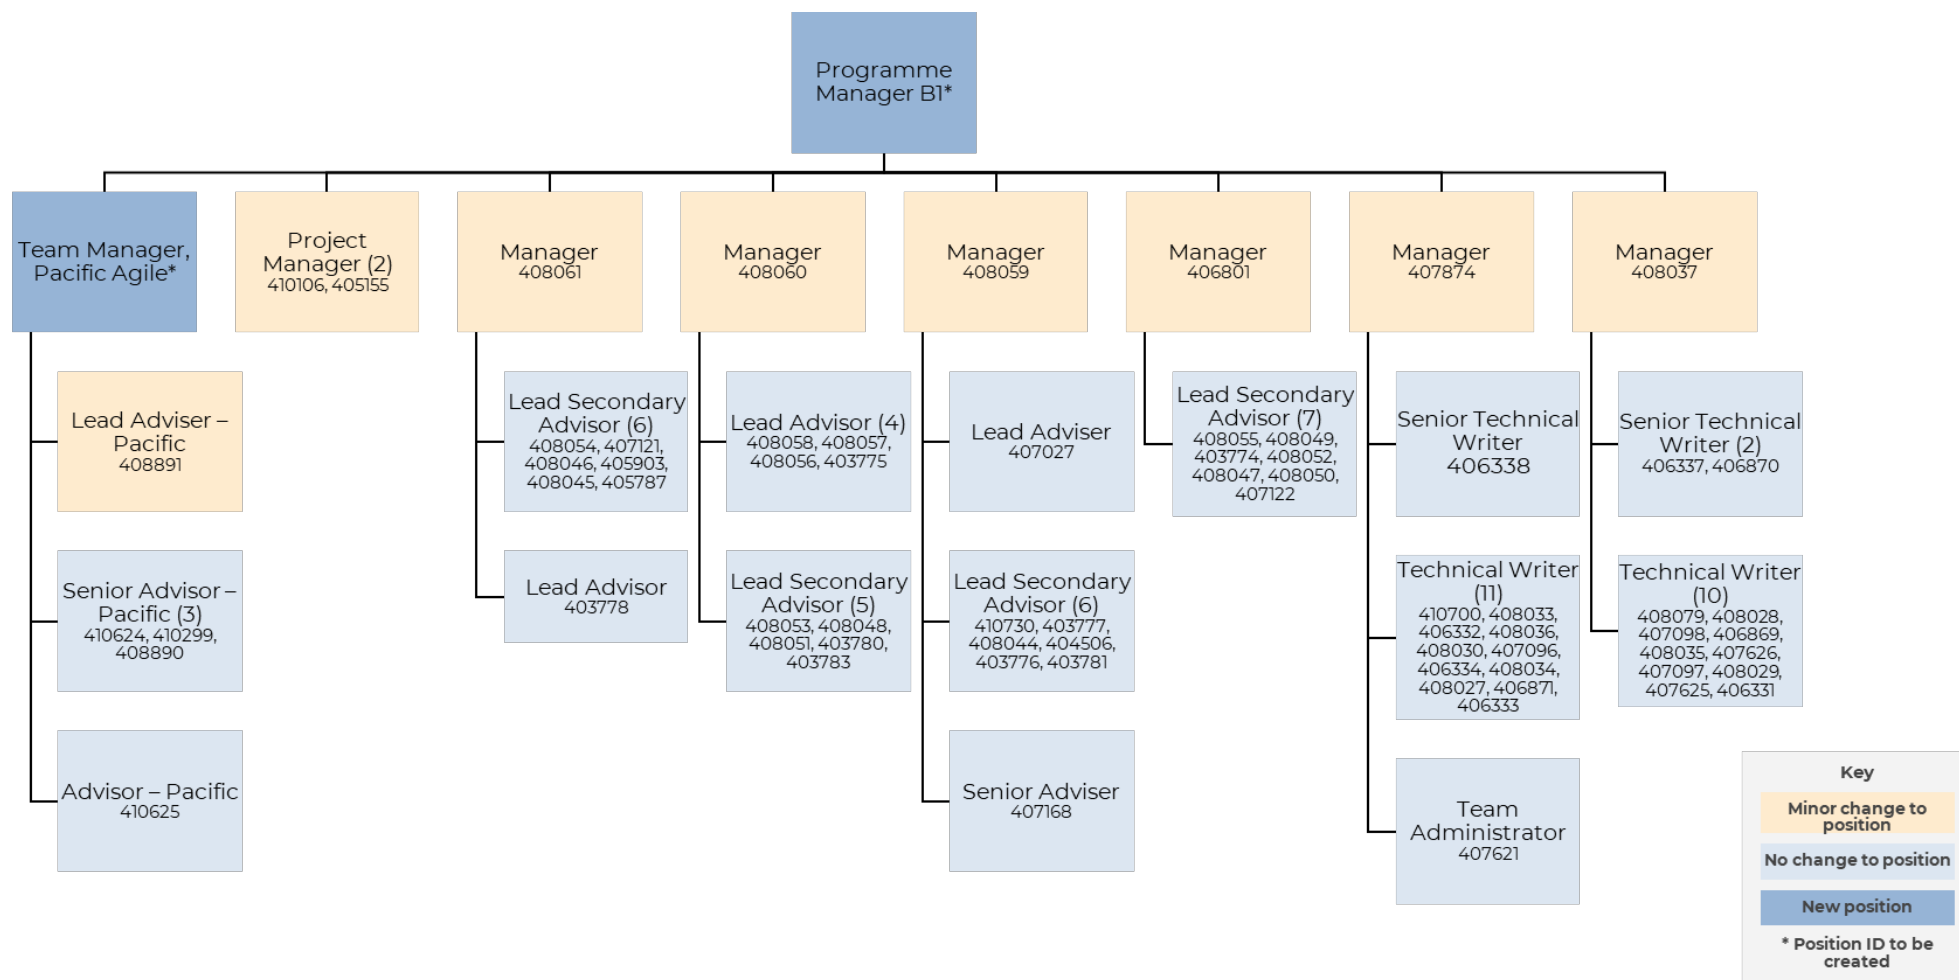 Programme
Manager B1*
Team Manager,
Pacific Agile*
Project
Manager (2)
410106, 405155
Manager
408061
Manager
408060
Manager
408059
Manager
406801
Manager
407874
Manager
408037
Lead Adviser –
Pacific
408891
Senior Advisor –
Pacific (3)
410624, 410299,
408890
Advisor – Pacific
410625
Lead Secondary
Advisor (6)
408054, 407121,
408046, 405903,
408045, 405787
Lead Advisor
403778
Lead Advisor (4)
408058, 408057,
408056, 403775
Lead Secondary
Advisor (5)
408053, 408048,
408051, 403780,
403783
Lead Adviser
407027
Lead Secondary
Advisor (6)
410730, 403777,
408044, 404506,
403776, 403781
Senior Adviser
407168
Lead Secondary
Advisor (7)
408055, 408049,
403774, 408052,
408047, 408050,
407122
Senior Technical
Writer
406338
Technical Writer
(11)
410700, 408033,
406332, 408036,
408030, 407096,
406334, 408034,
408027, 406871,
406333
Team
Administrator
407621
Senior Technical
Writer (2)
406337, 406870
Technical Writer
(10)
408079, 408028,
407098, 406869,
408035, 407626,
407097, 408029,
407625, 406331
Key
Minor change to
position
No change to position
New position
* Position ID to be
created